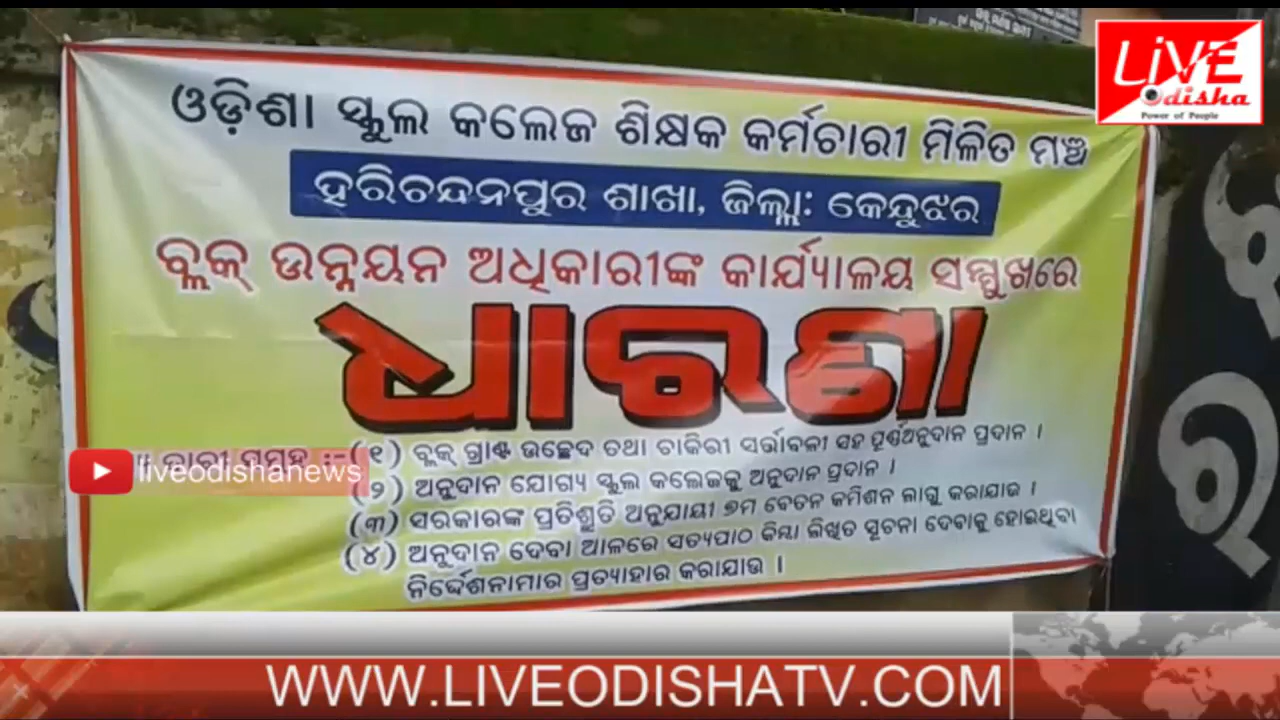 LiVE
Odisha
Power of People
ଓଡ଼ିଶା ସ୍କୁଲ କଲେଜ ଶିକ୍ଷକ କର୍ମଚାରୀ ମିଳିତ ମଞ୍ଚ
ହରିଚନ୍ଦନପୁର ଶାଖା, ଜିଲ୍ଲା: କେନ୍ଦୁଝର
ବ୍ଲକ୍ ଉନ୍ନୟନ ଅଧିକାରୀଙ୍କ କାର୍ଯ୍ୟାଳୟ ସମ୍ମୁଖରେ
ଧାରଣା
(୧) ବ୍ଲକ୍ ଗ୍ରାଣ୍ଟ ଉଚ୍ଛେଦ ତଥା ଚାକିରୀ ସର୍ତ୍ତାବଳୀ ସହ ପୂର୍ଣ୍ଣଅନୁଦାନ ପ୍ରଦାନ ।
liveodishanews
(୨) ଅନୁଦାନ ଯୋଗ୍ୟ ସ୍କୁଲ କଲେଜକୁ ଅନୁଦାନ ପ୍ରଦାନ ।
(୩) ସରକାରଙ୍କ ପ୍ରତିଶ୍ରୁତି ଅନୁଯାୟୀ ୭ମ ବେତନ କମିଶନ ଲାଗୁ କରାଯାଉ ।
(୪) ଅନୁଦାନ ଦେବା ଆଳରେ ସତ୍ୟପାଠ କିମ୍ବା ଲିଖିତ ସୂଚନା ଦେବାକୁ ହୋଇଥିବା
ନିର୍ଦ୍ଦେଶନାମାର ପ୍ରତ୍ୟାହାର କରାଯାଉ ।
WWW.LIVEODISHATV.COM